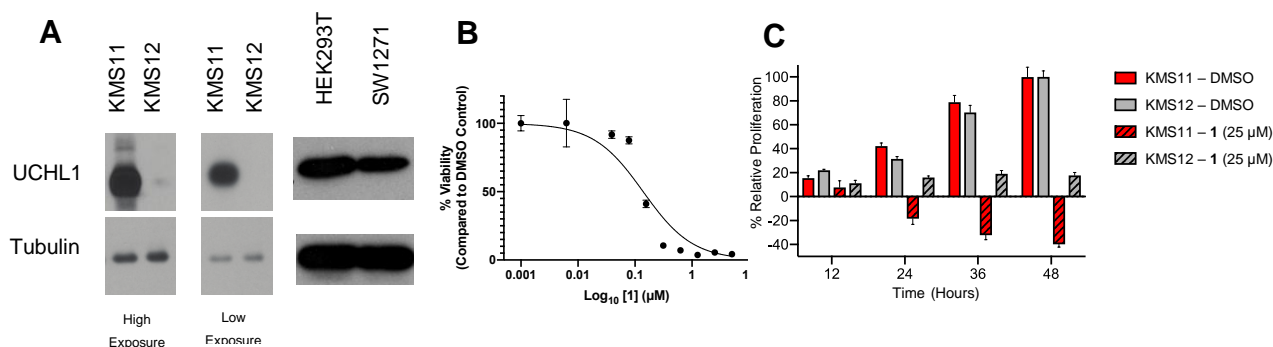 A
KMS11
KMS12
KMS11
KMS12
HEK293T
SW1271
UCHL1
Tubulin
High
Exposure
Low
Exposure
B
% Viability
(Compared to DMSO Control)
100
50
0
0.001
0.01
0.1
1
1
Log10 [1] (µM)
C
% Relative Proliferation
100
80
60
40
20
0
-20
-40
12
24
36
48
Time (Hours)
KMS11 – DMSO
KMS12 – DMSO
KMS11 – 1 (25 µM)
KMS12 – 1 (25 µM)